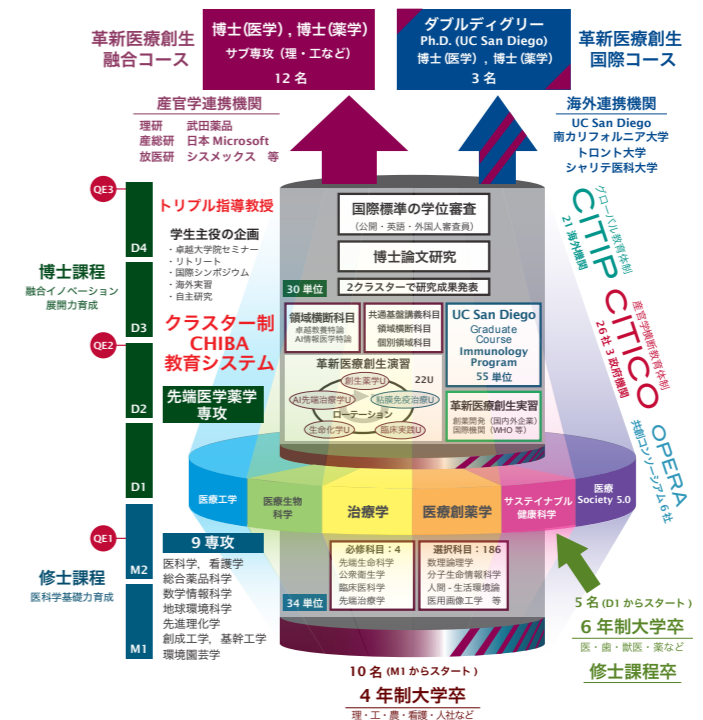 革新医療創生
融合コース
博士(医学) , 博士(薬学)
サブ専攻（理・工など）
12 名
ダブルディグリー
Ph.D. (UC San Diego)
博士(医学) , 博士(薬学)
3 名
革新医療創生
国際コース
産官学連携機関
理研 武田薬品
産総研 日本 Microsoft
放医研 シスメックス 等
海外連携機関
UC San Diego
南カリフォルニア大学
トロント大学
シャリテ医科大学
QE3
D4
D3
QE2
D2
D1
QE1
M2
M1
博士課程
融合イノベーション
展開力育成
修士課程
医科学基礎力育成
トリプル指導教授
学生主役の企画
・卓越大学院セミナー
・リトリート
・国際シンポジウム
・海外実習
・自主研究
クラスター制
CHIBA
教育システム
先端医学薬学
専攻
国際標準の学位審査
（公開・英語・外国人審査員）
博士論文研究
2クラスターで研究成果発表
30 単位
領域横断科目
卓越教養特論
AI情報医学特論
共通基盤講義科目
領域横断科目
個別領域科目
UC San Diego
Graduate
Course
Immunology
Program
55 単位
革新医療創生演習
創生薬学U
22U
AI先端治療学U
粘膜免疫治療U
ローテーション
生命化学U
臨床実践U
革新医療創生実習
創薬開発（国内外企業）
国際機関（WHO 等）
グローバル教育体制
CITIP
21 海外機関
産官学横断教育体制
CITICO
26 社 3 政府機関
OPERA
共創コンソーシアム 6 社
医療工学
医療生物
科学
治療学
医療創薬学
サステイナブル
健康科学
医療
Society 5.0
9 専攻
医科学，看護学
総合薬品科学
数学情報科学
地球環境科学
先進理化学
創成工学，基幹工学
環境園芸学
必修科目：4
先端生命科学
公衆衛生学
臨床医科学
先端治療学
選択科目：186
数理論理学
分子生命情報科学
人間 - 生活環境論
医用画像工学 等
34 単位
5 名 (D1 からスタート )
6 年制大学卒
医・歯・獣医・薬など
修士課程卒
10 名 (M1 からスタート )
4 年制大学卒
理・工・農・看護・人社など